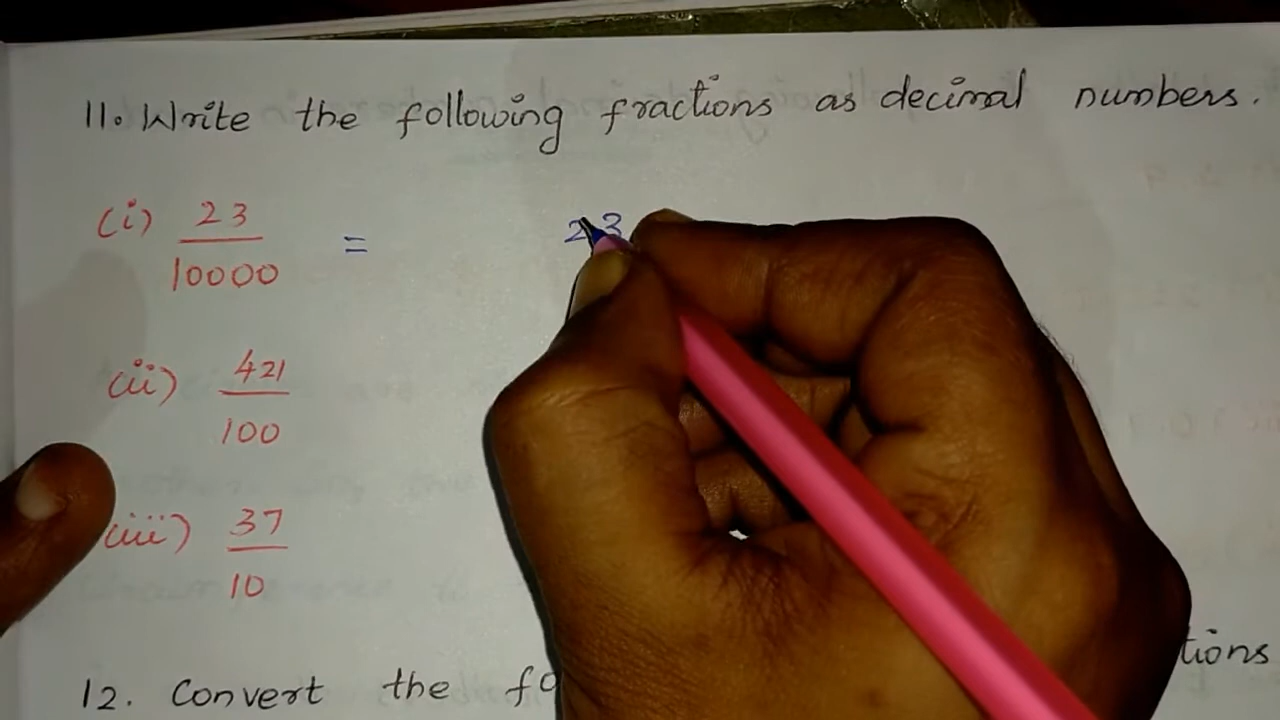 11. Write the following fractions as decimal numbers.
(i) 23/10000 = 23
(ii) 421/100
(iii) 37/10
12. Convert the